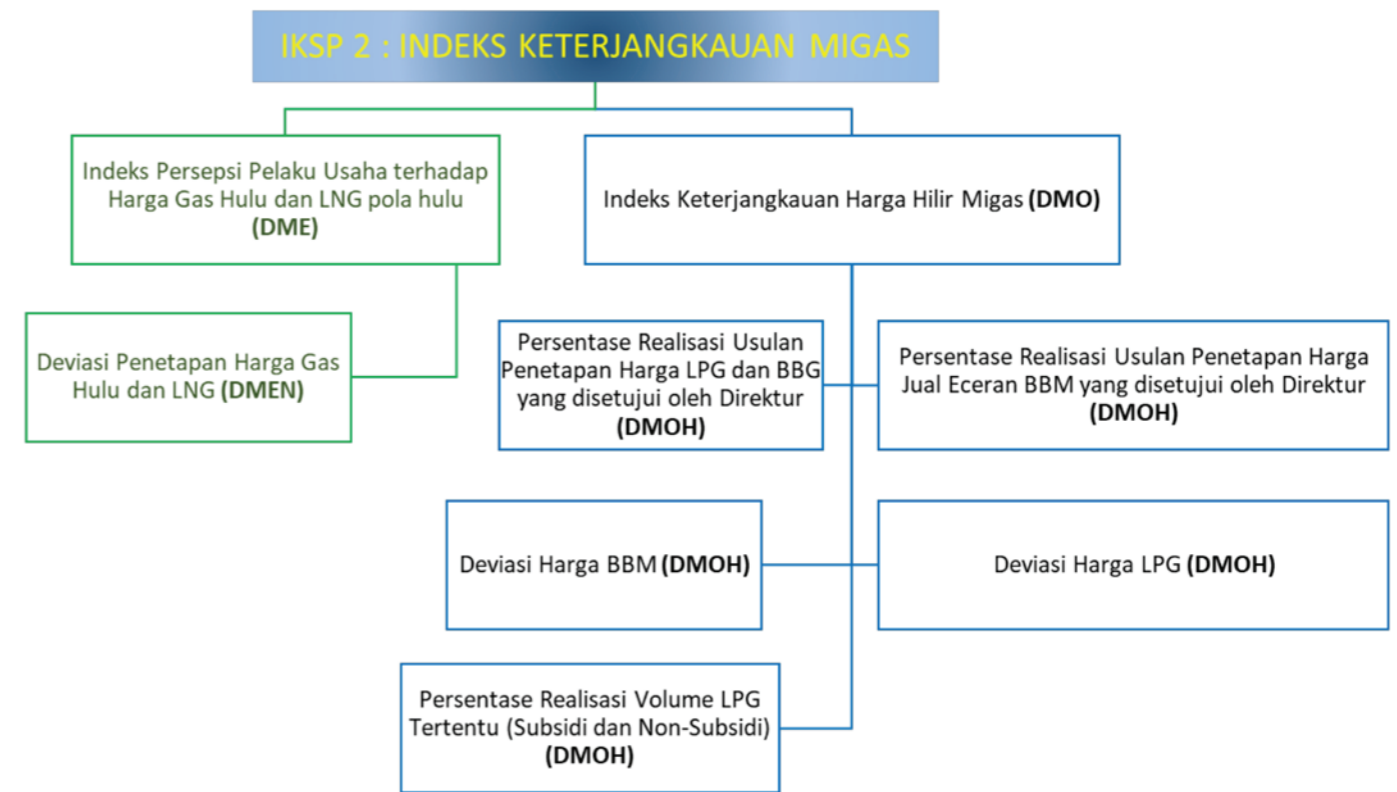 IKSP 2 : INDEKS KETERJANGKAUAN MIGAS
Indeks Persepsi Pelaku Usaha terhadap
Harga Gas Hulu dan LNG pola hulu
(DME)
Indeks Keterjangkauan Harga Hilir Migas (DMO)
Deviasi Penetapan Harga Gas
Hulu dan LNG (DMEN)
Persentase Realisasi Usulan
Penetapan Harga LPG dan BBG
yang disetujui oleh Direktur
(DMOH)
Persentase Realisasi Usulan Penetapan Harga
Jual Eceran BBM yang disetujui oleh Direktur
(DMOH)
Deviasi Harga BBM (DMOH)
Deviasi Harga LPG (DMOH)
Persentase Realisasi Volume LPG
Tertentu (Subsidi dan Non-Subsidi)
(DMOH)